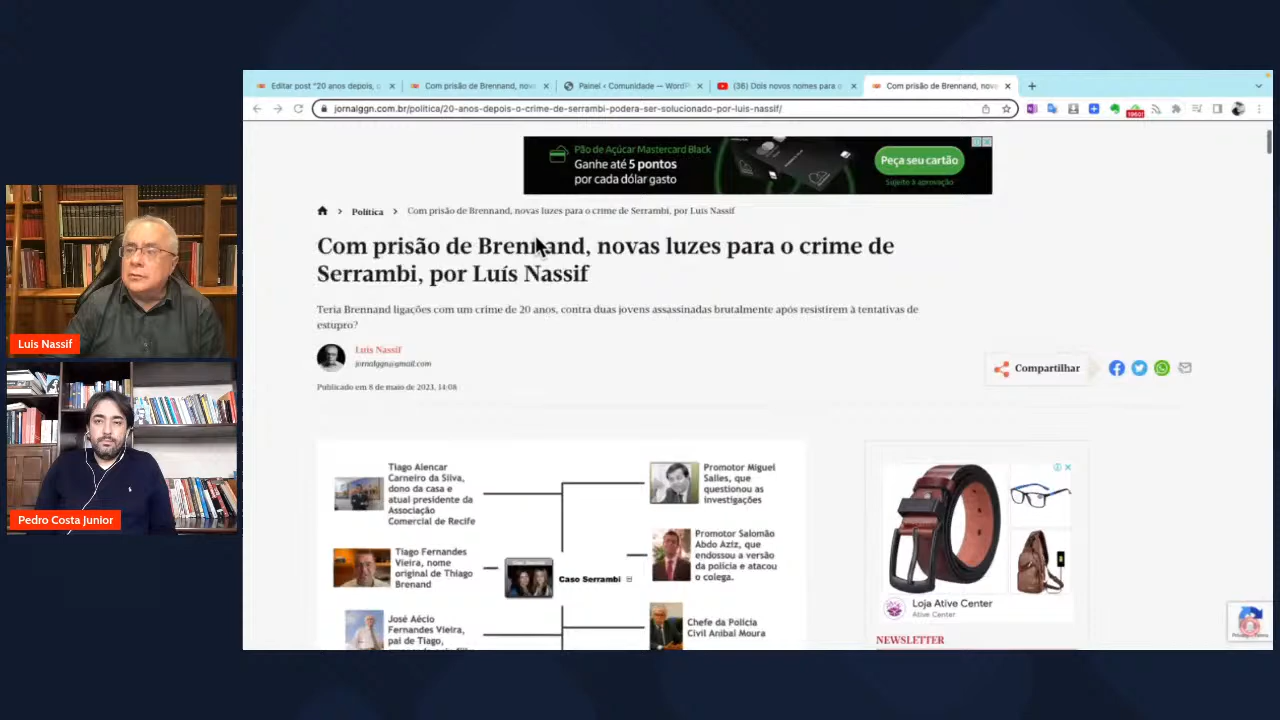 Editar post "20 anos depois, o
Com prisão de Brennand, nov
Painel ‹ Comunidade — WordP
(36) Dois novos nomes para o
Com prisão de Brennand, nov
jornalggn.com.br/politica/20-anos-depois-o-crime-de-serrambi-podera-ser-solucionado-por-luis-nassif/
Pão de Açúcar Mastercard Black
Ganhe até 5 pontos
por cada dólar gasto
Peça seu cartão
Sujeito à aprovação
Política
Com prisão de Brennand, novas luzes para o crime de Serrambi, por Luis Nassif
Com prisão de Brennand, novas luzes para o crime de
Serrambi, por Luís Nassif
Teria Brennand ligações com um crime de 20 anos, contra duas jovens assassinadas brutalmente após resistirem à tentativas de
estupro?
Luis Nassif
jornalggn@gmail.com
Publicado em 8 de maio de 2023, 14:08
Compartilhar
Tiago Alencar
Carneiro da Silva,
dono da casa e
atual presidente da
Associação
Comercial de Recife
Tiago Fernandes
Vieira, nome
original de Thiago
Brenand
José Aécio
Fernandes Vieira,
pai de Tiago,
Caso Serrambi
Promotor Miguel
Salles, que
questionou as
investigações
Promotor Salomão
Abdo Aziz, que
endossou a versão
da polícia e atacou
o colega.
Chefe da Polícia
Civil Anibal Moura
Loja Ative Center
Ative Center
NEWSLETTER
Luis Nassif
Pedro Costa Junior